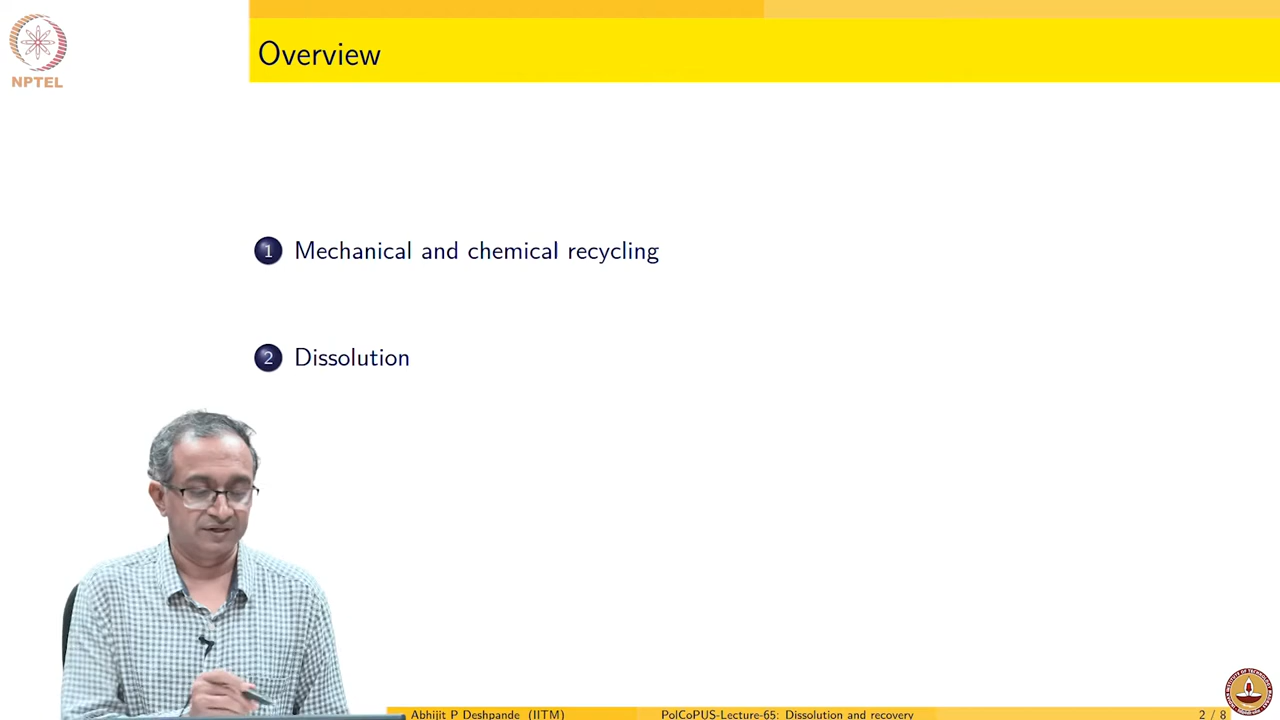 NPTEL
Overview
1 Mechanical and chemical recycling
2 Dissolution
Abhijit P Deshpande (IITM) PolCoPUS-Lecture-65: Dissolution and recovery 2 / 8